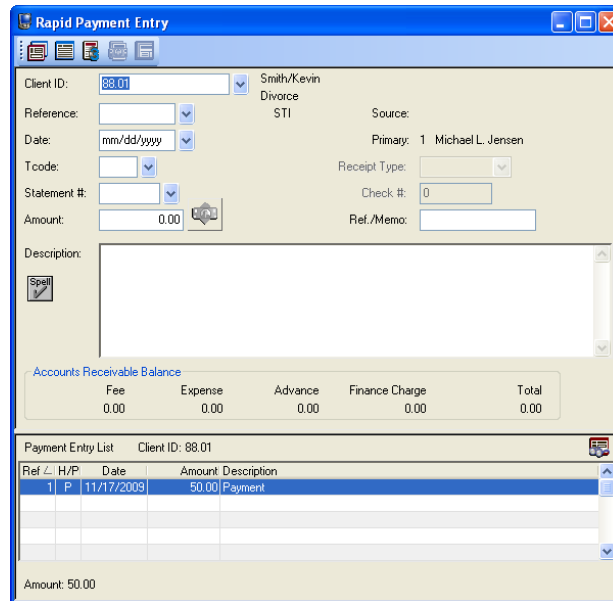 Rapid Payment Entry
Client ID: 88.01 Smith/Kevin
Divorce
Reference: STI Source:
Date: mm/dd/yyyy Primary: 1 Michael L. Jensen
Tcode: Receipt Type:
Statement #: Check #: 0
Amount: 0.00 Ref./Memo:
Description:
Spell
Accounts Receivable Balance
Fee Expense Advance Finance Charge Total
0.00 0.00 0.00 0.00 0.00
Payment Entry List Client ID: 88.01
Ref H/P Date Amount Description
1 P 11/17/2009 50.00 Payment
Amount: 50.00